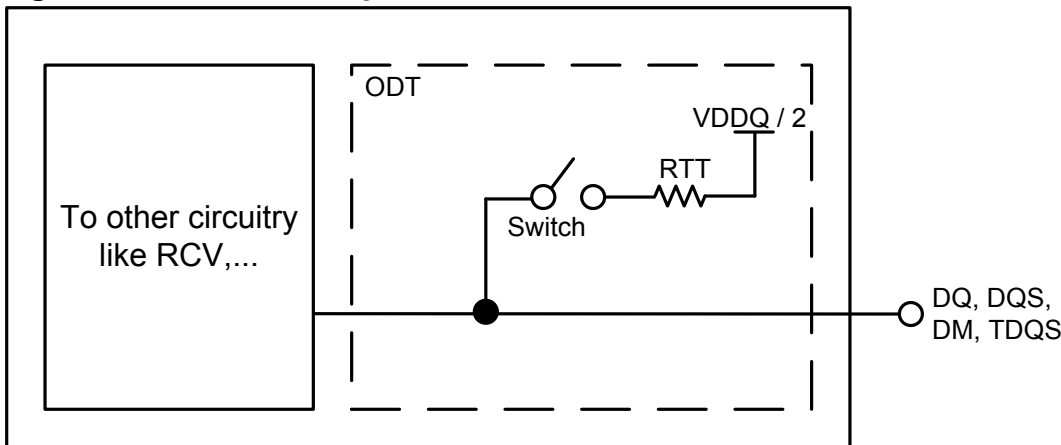 ODT
VDDQ / 2
RTT
Switch
To other circuitry
like RCV,...
DQ, DQS,
DM, TDQS